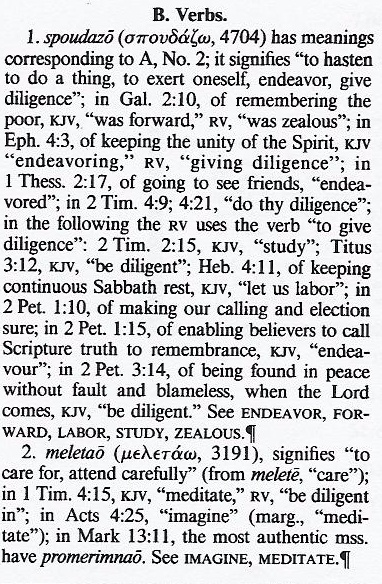 B. Verbs.
1. spoudazō (σπουδάζω, 4704) has meanings
corresponding to A, No. 2; it signifies “to hasten
to do a thing, to exert oneself, endeavor, give
diligence”; in Gal. 2:10, of remembering the
poor, KJV, “was forward,” RV, “was zealous”; in
Eph. 4:3, of keeping the unity of the Spirit, KJV
“endeavoring,” RV, “giving diligence”; in
1 Thess. 2:17, of going to see friends, “endea-
vored”; in 2 Tim. 4:9; 4:21, “do thy diligence”;
in the following the RV uses the verb “to give
diligence”: 2 Tim. 2:15, KJV, “study”; Titus
3:12, KJV, “be diligent”; Heb. 4:11, of keeping
continuous Sabbath rest, KJV, “let us labor”; in
2 Pet. 1:10, of making our calling and election
sure; in 2 Pet. 1:15, of enabling believers to call
Scripture truth to remembrance, KJV, “endea-
vour”; in 2 Pet. 3:14, of being found in peace
without fault and blameless, when the Lord
comes, KJV, “be diligent.” See ENDEAVOR, FOR-
WARD, LABOR, STUDY, ZEALOUS.¶
2. meletaō (μελετάω, 3191), signifies “to
care for, attend carefully” (from meletē, “care”);
in 1 Tim. 4:15, KJV, “meditate,” RV, “be diligent
in”; in Acts 4:25, “imagine” (marg., “medi-
tate”); in Mark 13:11, the most authentic mss.
have promerimnaō. See IMAGINE, MEDITATE.¶